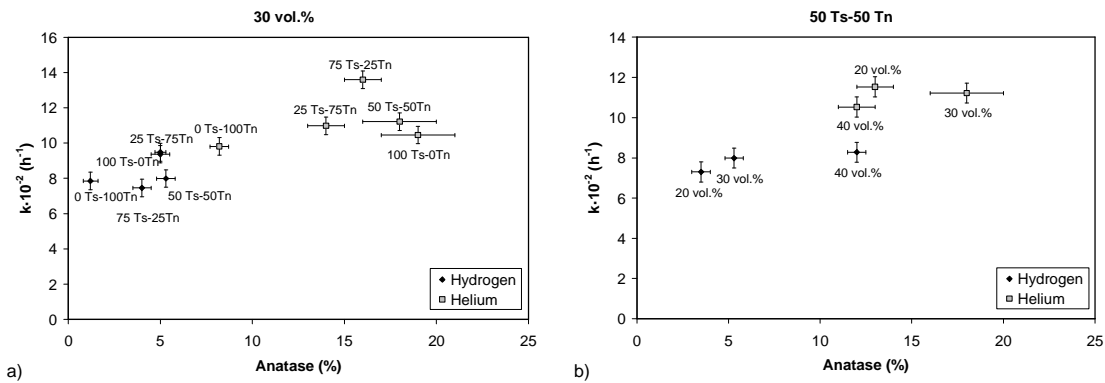 30 vol.%
16
14
12
10
8
6
4
2
0
k·10⁻² (h⁻¹)
75 Ts-25Tn
50 Ts-50Tn
25 Ts-75Tn
0 Ts-100Tn
100 Ts-0Tn
25 Ts-75Tn
100 Ts-0Tn
0 Ts-100Tn
50 Ts-50Tn
75 Ts-25Tn
Hydrogen
Helium
0 5 10 15 20 25
Anatase (%)
a)
50 Ts-50 Tn
14
12
10
8
6
4
2
0
k·10⁻² (h⁻¹)
20 vol.%
30 vol.%
40 vol.%
40 vol.%
30 vol.%
20 vol.%
Hydrogen
Helium
0 5 10 15 20 25
Anatase (%)
b)